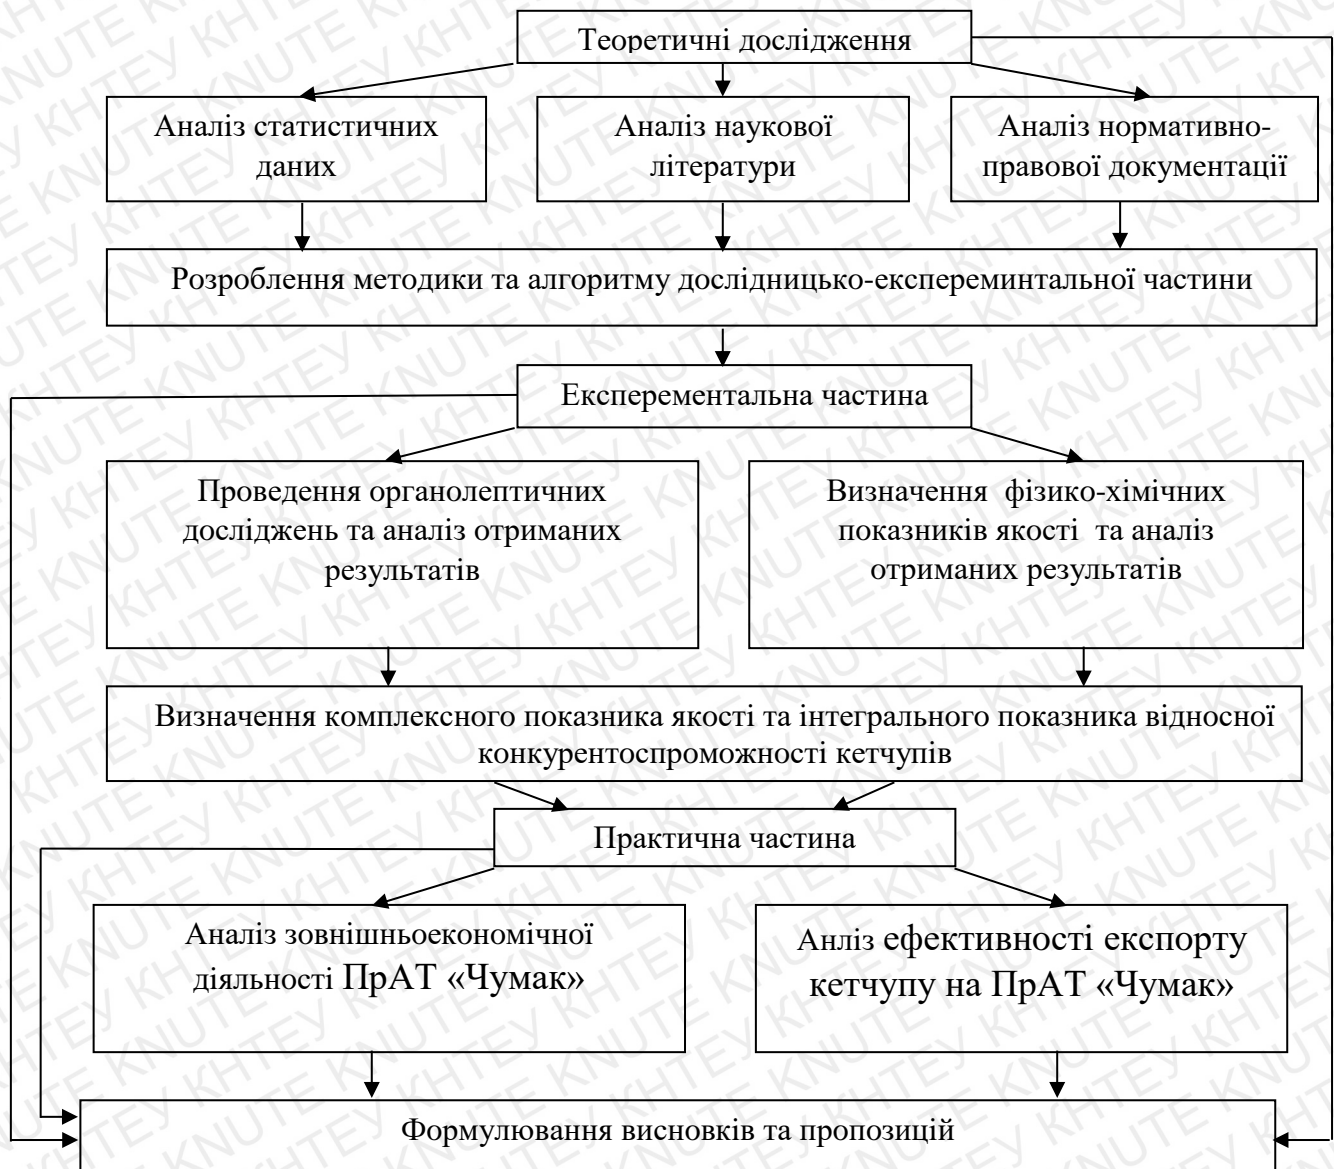 Теоретичні дослідження
Аналіз статистичних
даних
Аналіз наукової
літератури
Аналіз нормативно-
правової документації
Розроблення методики та алгоритму дослідницько-експереминтальної частини
Експерементальна частина
Проведення органолептичних
досліджень та аналіз отриманих
результатів
Визначення фізико-хімічних
показників якості та аналіз
отриманих результатів
Визначення комплексного показника якості та інтегрального показника відносної
конкурентоспроможності кетчупів
Практична частина
Аналіз зовнішньоекономічної
діяльності ПрАТ «Чумак»
Анліз ефективності експорту
кетчупу на ПрАТ «Чумак»
Формулювання висновків та пропозицій